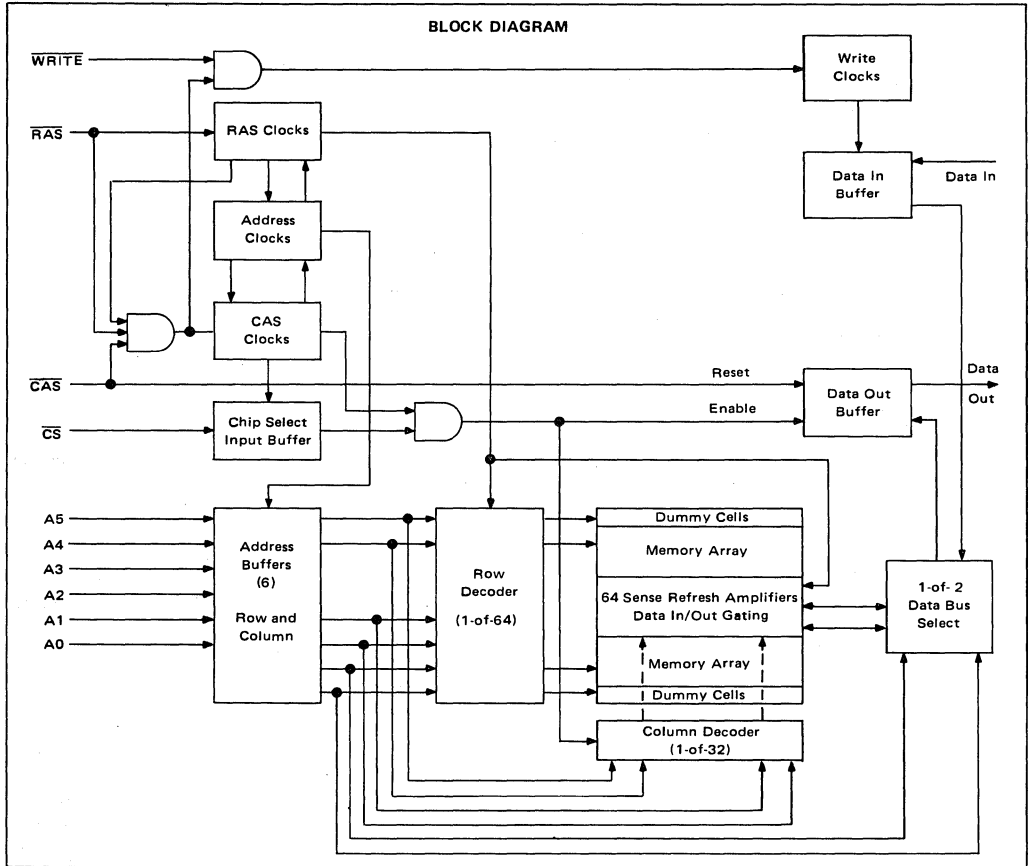 BLOCK DIAGRAM
WRITE
Write
Clocks
RAS
RAS Clocks
Data In
Buffer
Data In
Address
Clocks
CAS
Clocks
CAS
Reset
Data Out
Buffer
Data
Out
CS
Chip Select
Input Buffer
Enable
A5
A4
A3
A2
A1
A0
Address
Buffers
(6)
Row and
Column
Row
Decoder
(1-of-64)
Dummy Cells
Memory Array
64 Sense Refresh Amplifiers
Data In/Out Gating
Memory Array
Dummy Cells
1-of- 2
Data Bus
Select
Column Decoder
(1-of-32)